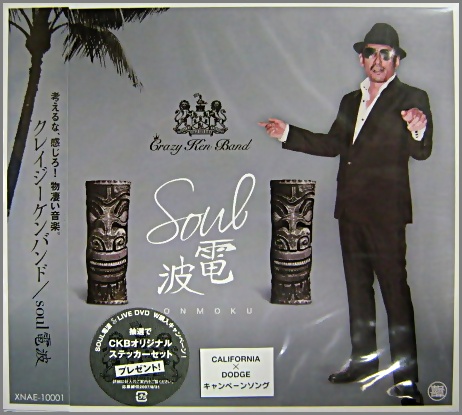 考えるな、感じろ!物凄い音楽。
クレイジーケンバンド/soul電波
XNAE-10001
Crazy Ken Band
Soul
電
波
ONMOKU
抽選で
CKBオリジナル
ステッカーセット
プレゼント!
CALIFORNIA
×
DODGE
キャンペーンソング